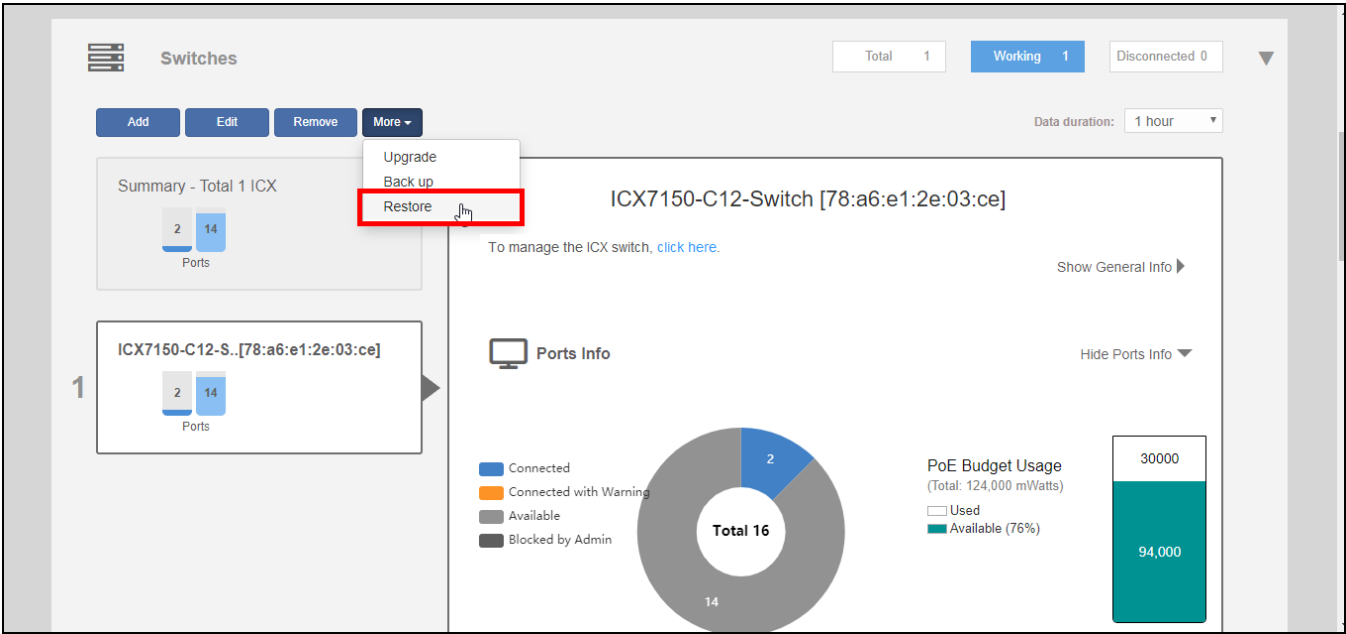 Switches
Total 1
Working 1
Disconnected 0
Add
Edit
Remove
More
Data duration: 1 hour
Upgrade
Back up
Restore
Summary - Total 1 ICX
2 14
Ports
ICX7150-C12-Switch [78:a6:e1:2e:03:ce]
To manage the ICX switch, click here.
Show General Info
1
ICX7150-C12-S..[78:a6:e1:2e:03:ce]
2 14
Ports
Ports Info
Hide Ports Info
Connected
Connected with Warning
Available
Blocked by Admin
2
Total 16
14
PoE Budget Usage
(Total: 124,000 mWatts)
Used
Available (76%)
30000
94,000